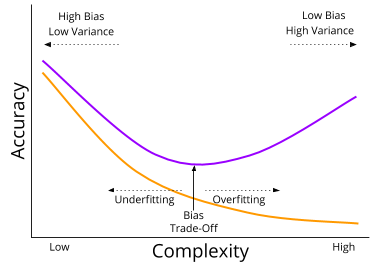 High Bias
Low Variance
Low Bias
High Variance
Accuracy
Underfitting
Overfitting
Bias
Trade-Off
Low
Complexity
High